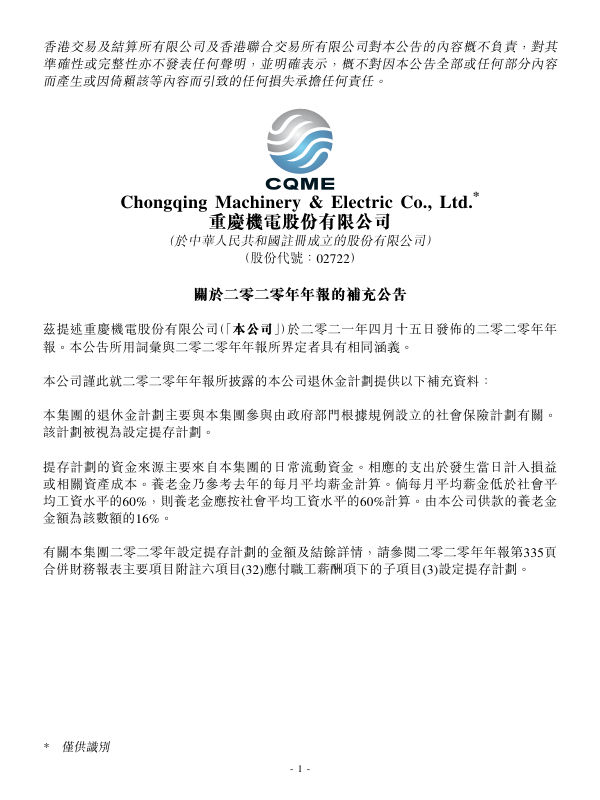 香港交易及結算所有限公司及香港聯合交易所有限公司對本公告的內容概不負責，對其
準確性或完整性亦不發表任何聲明，並明確表示，概不對因本公告全部或任何部分內容
而產生或因倚賴該等內容而引致的任何損失承擔任何責任。
CQME
Chongqing Machinery & Electric Co., Ltd.*
重慶機電股份有限公司
(於中華人民共和國註冊成立的股份有限公司)
(股份代號：02722)
關於二零二零年年報的補充公告
茲提述重慶機電股份有限公司(「本公司」)於二零二一年四月十五日發佈的二零二零年年
報。本公告所用詞彙與二零二零年年報所界定者具有相同涵義。
本公司謹此就二零二零年年報所披露的本公司退休金計劃提供以下補充資料：
本集團的退休金計劃主要與本集團參與由政府部門根據規例設立的社會保險計劃有關。
該計劃被視為設定提存計劃。
提存計劃的資金來源主要來自本集團的日常流動資金。相應的支出於發生當日計入損益
或相關資產成本。養老金乃參考去年的每月平均薪金計算。倘每月平均薪金低於社會平
均工資水平的60%，則養老金應按社會平均工資水平的60%計算。由本公司供款的養老金
金額為該數額的16%。
有關本集團二零二零年設定提存計劃的金額及結餘詳情，請參閱二零二零年年報第335頁
合併財務報表主要項目附註六項目(32)應付職工薪酬項下的子項目(3)設定提存計劃。
* 僅供識別
- 1 -